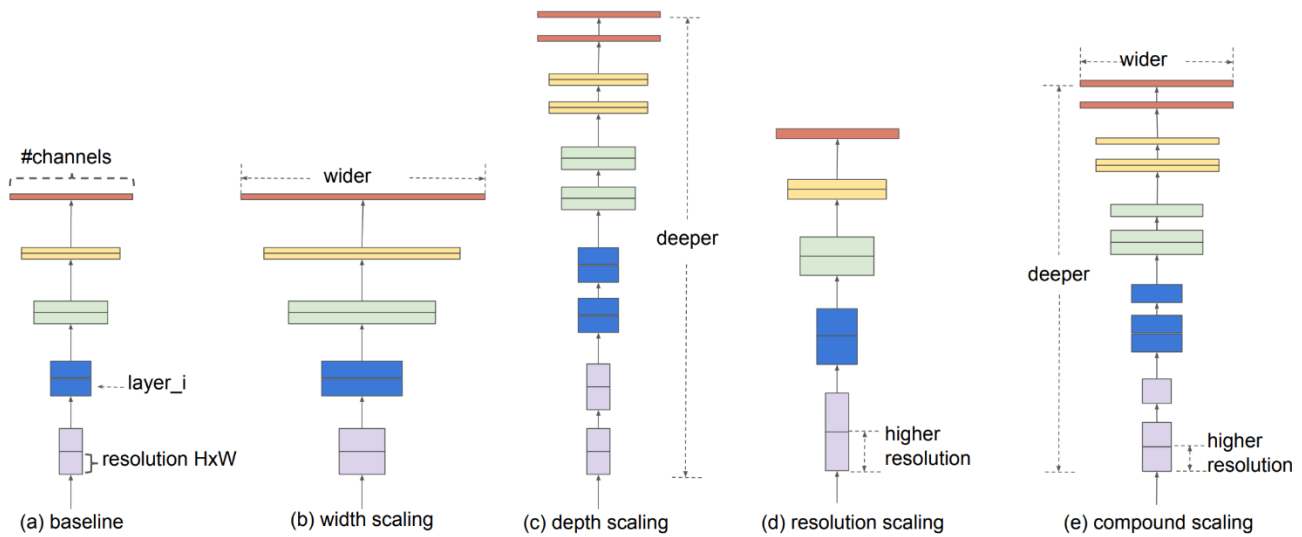 #channels
layer_i
resolution HxW
(a) baseline
wider
(b) width scaling
deeper
(c) depth scaling
higher
resolution
(d) resolution scaling
wider
deeper
higher
resolution
(e) compound scaling